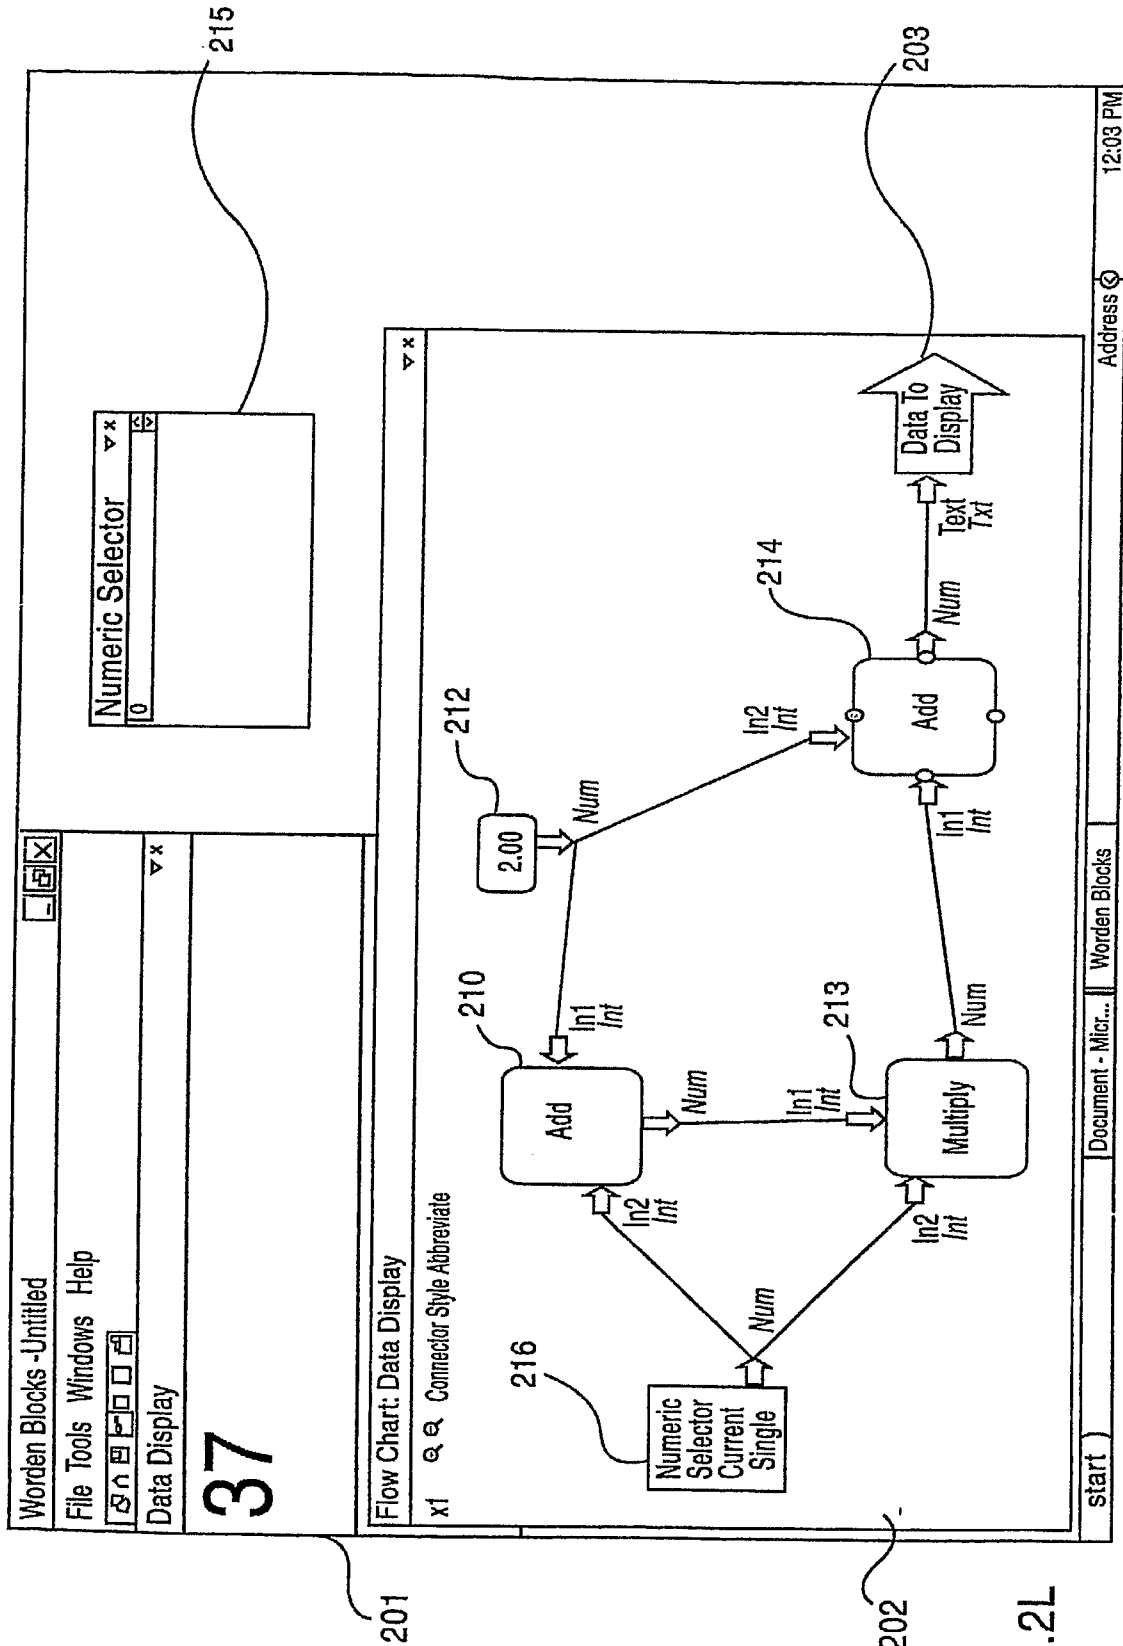 Worden Blocks -Untitled
File Tools Windows Help
Data Display
37
Numeric Selector
0
215
201
Flow Chart: Data Display
x1 Connector Style Abbreviate
216
Numeric
Selector
Current
Single
Num
In2
Int
In2
Int
210
Add
In1
Int
Num
In1
Int
213
Multiply
Num
212
2.00
Num
In2
Int
214
Add
In1
Int
Num
Text
Txt
Data To
Display
203
202
start
Document - Micr...
Worden Blocks
Address
12:03 PM
.2L